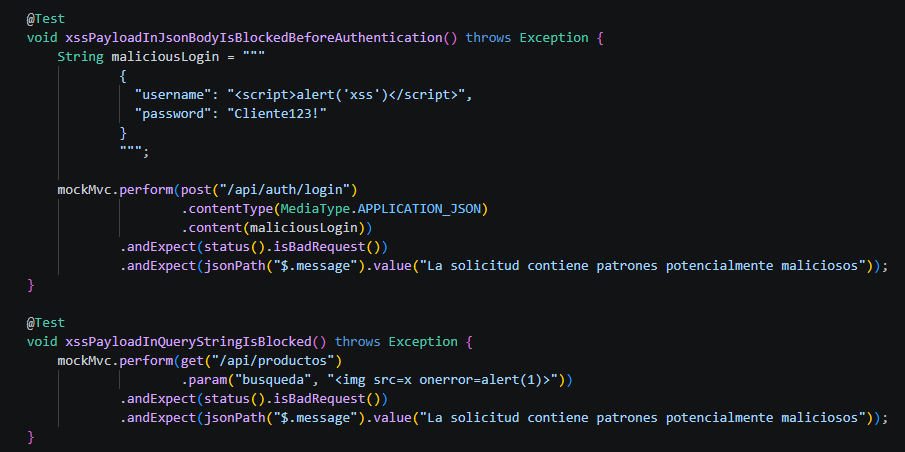 @Test
void xssPayloadInJsonBodyIsBlockedBeforeAuthentication() throws Exception {
    String maliciousLogin = """
            {
              "username": "<script>alert('xss')</script>",
              "password": "Cliente123!"
            }
            """;

    mockMvc.perform(post("/api/auth/login")
                    .contentType(MediaType.APPLICATION_JSON)
                    .content(maliciousLogin))
            .andExpect(status().isBadRequest())
            .andExpect(jsonPath("$.message").value("La solicitud contiene patrones potencialmente maliciosos"));
}

@Test
void xssPayloadInQueryStringIsBlocked() throws Exception {
    mockMvc.perform(get("/api/productos")
                    .param("busqueda", "<img src=x onerror=alert(1)>"))
            .andExpect(status().isBadRequest())
            .andExpect(jsonPath("$.message").value("La solicitud contiene patrones potencialmente maliciosos"));
}